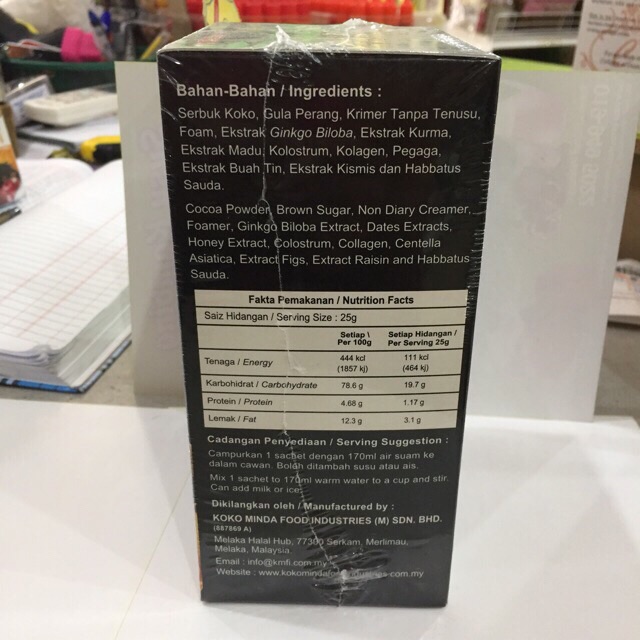 Bahan-Bahan / Ingredients :
Serbuk Koko, Gula Perang, Krimer Tanpa Tenusu,
Foam, Ekstrak Ginkgo Biloba, Ekstrak Kurma,
Ekstrak Madu, Kolostrum, Kolagen, Pegaga,
Ekstrak Buah Tin, Ekstrak Kismis dan Habbatus
Sauda.
Cocoa Powder, Brown Sugar, Non Diary Creamer,
Foamer, Ginkgo Biloba Extract, Dates Extracts,
Honey Extract, Colostrum, Collagen, Centella
Asiatica, Extract Figs, Extract Raisin and Habbatus
Sauda.
Fakta Pemakanan / Nutrition Facts
Saiz Hidangan / Serving Size : 25g
Setiap \ Per 100g Setiap Hidangan / Per Serving 25g
Tenaga / Energy 444 kcl (1857 kj) 111 kcl (464 kj)
Karbohidrat / Carbohydrate 78.6 g 19.7 g
Protein / Protein 4.68 g 1.17 g
Lemak / Fat 12.3 g 3.1 g
Cadangan Penyediaan / Serving Suggestion :
Campurkan 1 sachet dengan 170ml air suam ke
dalam cawan. Boleh ditambah susu atau ais.
Mix 1 sachet to 170ml warm water to a cup and stir.
Can add milk or ice.
Dikilangkan oleh / Manufactured by :
KOKO MINDA FOOD INDUSTRIES (M) SDN. BHD.
(887869 A)
Melaka Halal Hub, 77300 Serkam, Merlimau,
Melaka, Malaysia.
Email : info@kmfi.com.my
Website : www.kokomindafoodindustries.com.my